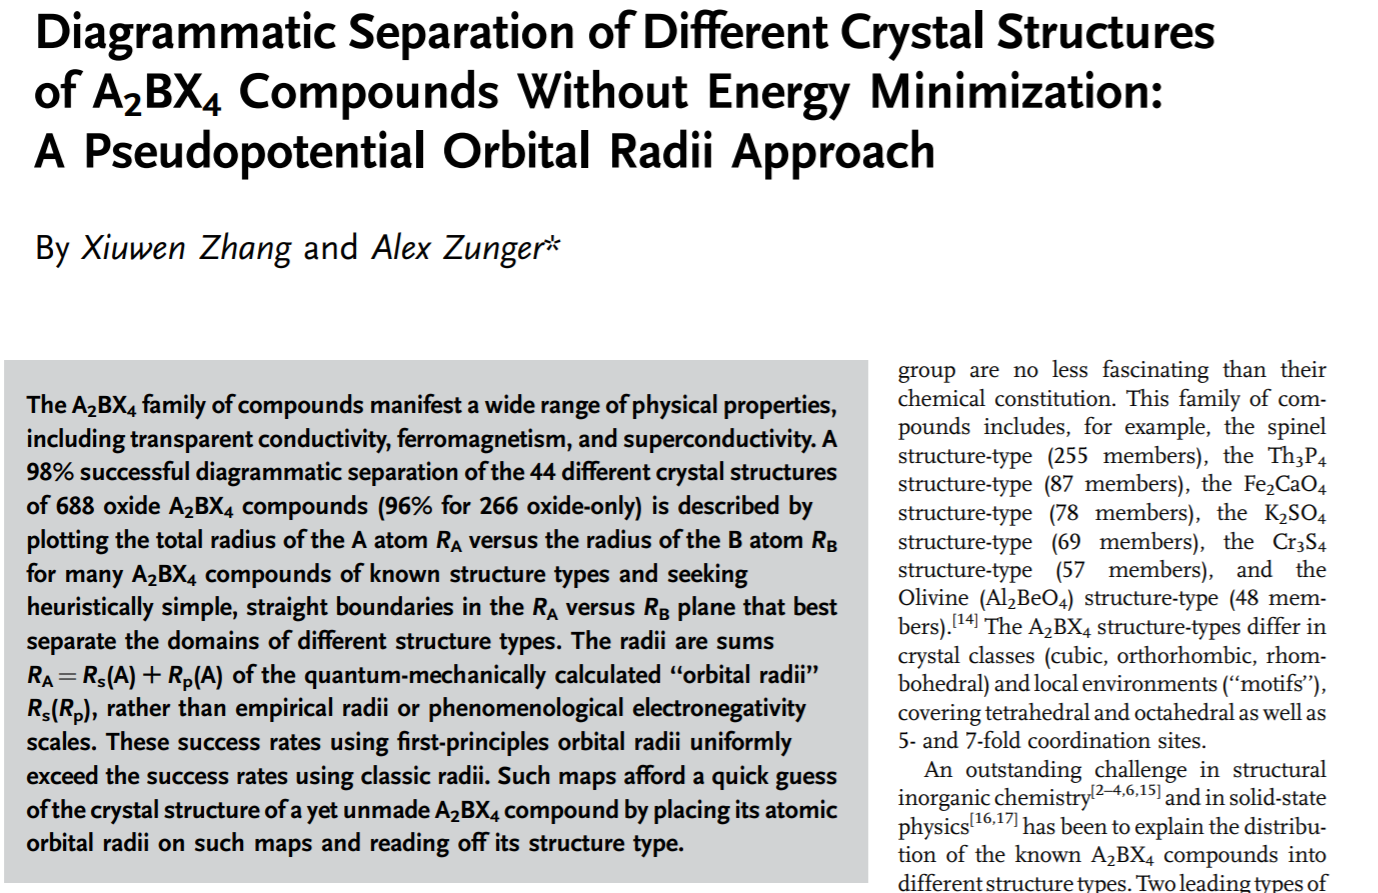 Diagrammatic Separation of Different Crystal Structures
of A₂BX₄ Compounds Without Energy Minimization:
A Pseudopotential Orbital Radii Approach
By Xiuwen Zhang and Alex Zunger*
The A₂BX₄ family of compounds manifest a wide range of physical properties,
including transparent conductivity, ferromagnetism, and superconductivity. A
98% successful diagrammatic separation of the 44 different crystal structures
of 688 oxide A₂BX₄ compounds (96% for 266 oxide-only) is described by
plotting the total radius of the A atom R_A versus the radius of the B atom R_B
for many A₂BX₄ compounds of known structure types and seeking
heuristically simple, straight boundaries in the R_A versus R_B plane that best
separate the domains of different structure types. The radii are sums
R_A = R_s(A) + R_p(A) of the quantum-mechanically calculated ‘‘orbital radii’’
R_s(R_p), rather than empirical radii or phenomenological electronegativity
scales. These success rates using first-principles orbital radii uniformly
exceed the success rates using classic radii. Such maps afford a quick guess
of the crystal structure of a yet unmade A₂BX₄ compound by placing its atomic
orbital radii on such maps and reading off its structure type.
group are no less fascinating than their
chemical constitution. This family of com-
pounds includes, for example, the spinel
structure-type (255 members), the Th₃P₄
structure-type (87 members), the Fe₂CaO₄
structure-type (78 members), the K₂SO₄
structure-type (69 members), the Cr₃S₄
structure-type (57 members), and the
Olivine (Al₂BeO₄) structure-type (48 mem-
bers).[14] The A₂BX₄ structure-types differ in
crystal classes (cubic, orthorhombic, rhom-
bohedral) and local environments (‘‘motifs’’),
covering tetrahedral and octahedral as well as
5- and 7-fold coordination sites.
An outstanding challenge in structural
inorganic chemistry[2–4,6,15] and in solid-state
physics[16,17] has been to explain the distribu-
tion of the known A₂BX₄ compounds into
different structure types. Two leading types of